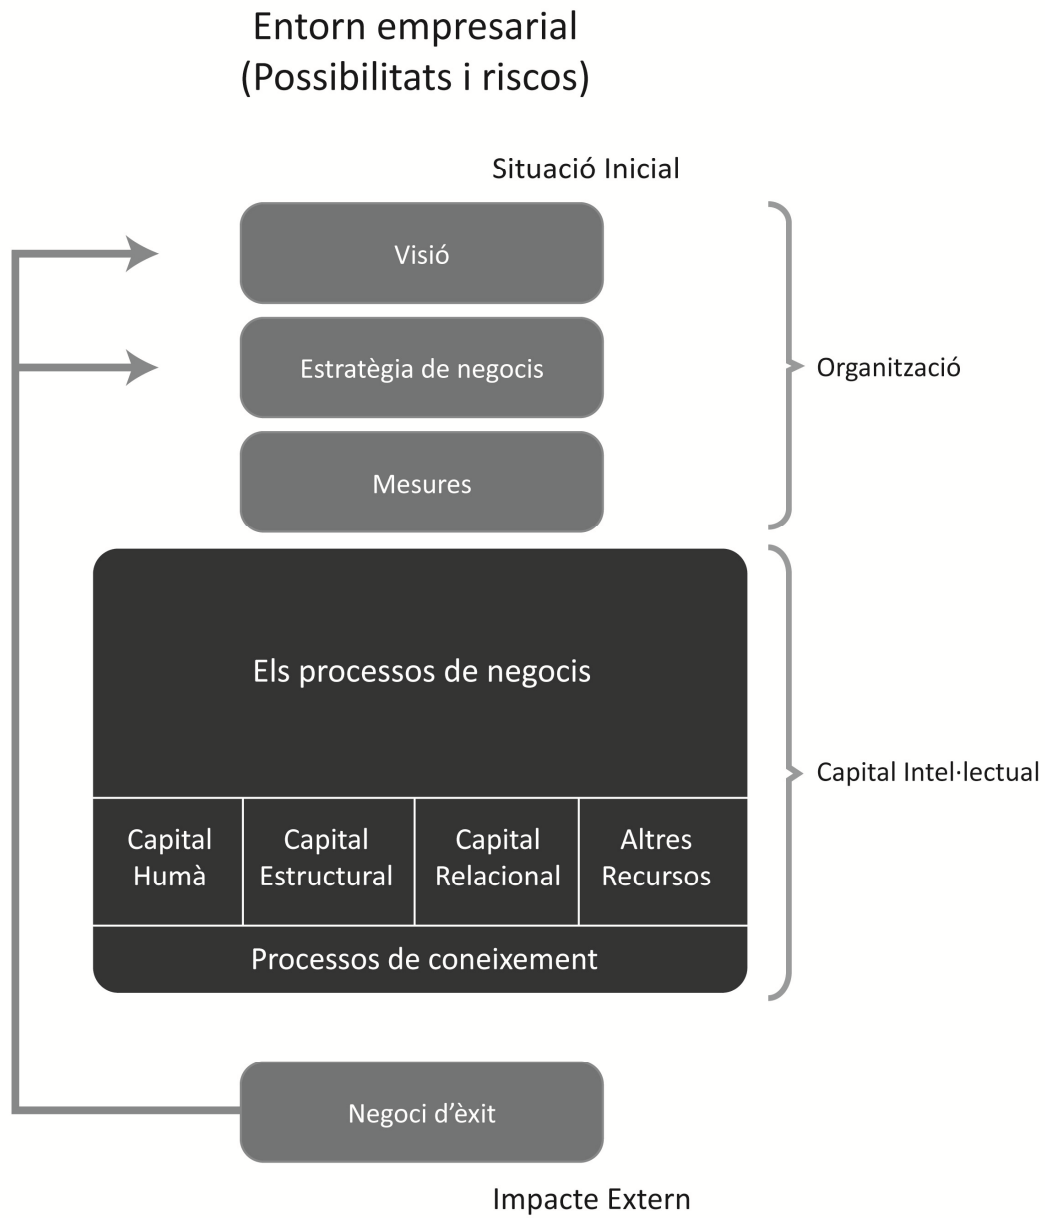 Entorn empresarial
(Possibilitats i riscos)
Situació Inicial
Visió
Estratègia de negocis
Mesures
Organització
Els processos de negocis
Capital Intel·lectual
Capital
Humà
Capital
Estructural
Capital
Relacional
Altres
Recursos
Processos de coneixement
Negoci d’èxit
Impacte Extern